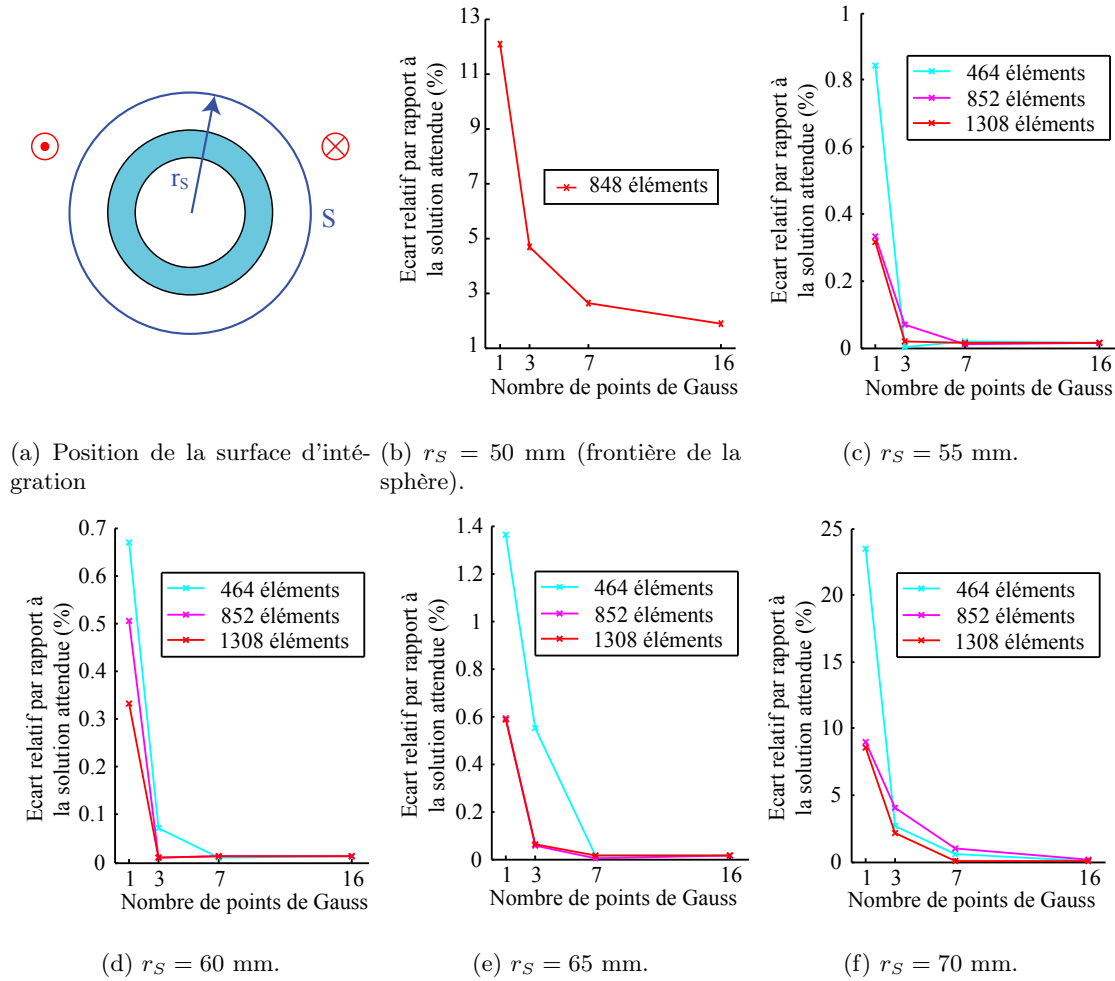 r_S
S
Ecart relatif par rapport à
la solution attendue (%)
13
11
9
7
5
3
1
848 éléments
1 3 7 16
Nombre de points de Gauss
Ecart relatif par rapport à
la solution attendue (%)
1
0.8
0.6
0.4
0.2
0
464 éléments
852 éléments
1308 éléments
1 3 7 16
Nombre de points de Gauss
(a) Position de la surface d'inté-
gration
(b) r_S = 50 mm (frontière de la
sphère).
(c) r_S = 55 mm.
Ecart relatif par rapport à
la solution attendue (%)
0.7
0.6
0.5
0.4
0.3
0.2
0.1
0
464 éléments
852 éléments
1308 éléments
1 3 7 16
Nombre de points de Gauss
Ecart relatif par rapport à
la solution attendue (%)
1.4
1.2
1
0.8
0.6
0.4
0.2
0
464 éléments
852 éléments
1308 éléments
1 3 7 16
Nombre de points de Gauss
Ecart relatif par rapport à
la solution attendue (%)
25
20
15
10
5
0
464 éléments
852 éléments
1308 éléments
1 3 7 16
Nombre de points de Gauss
(d) r_S = 60 mm.
(e) r_S = 65 mm.
(f) r_S = 70 mm.